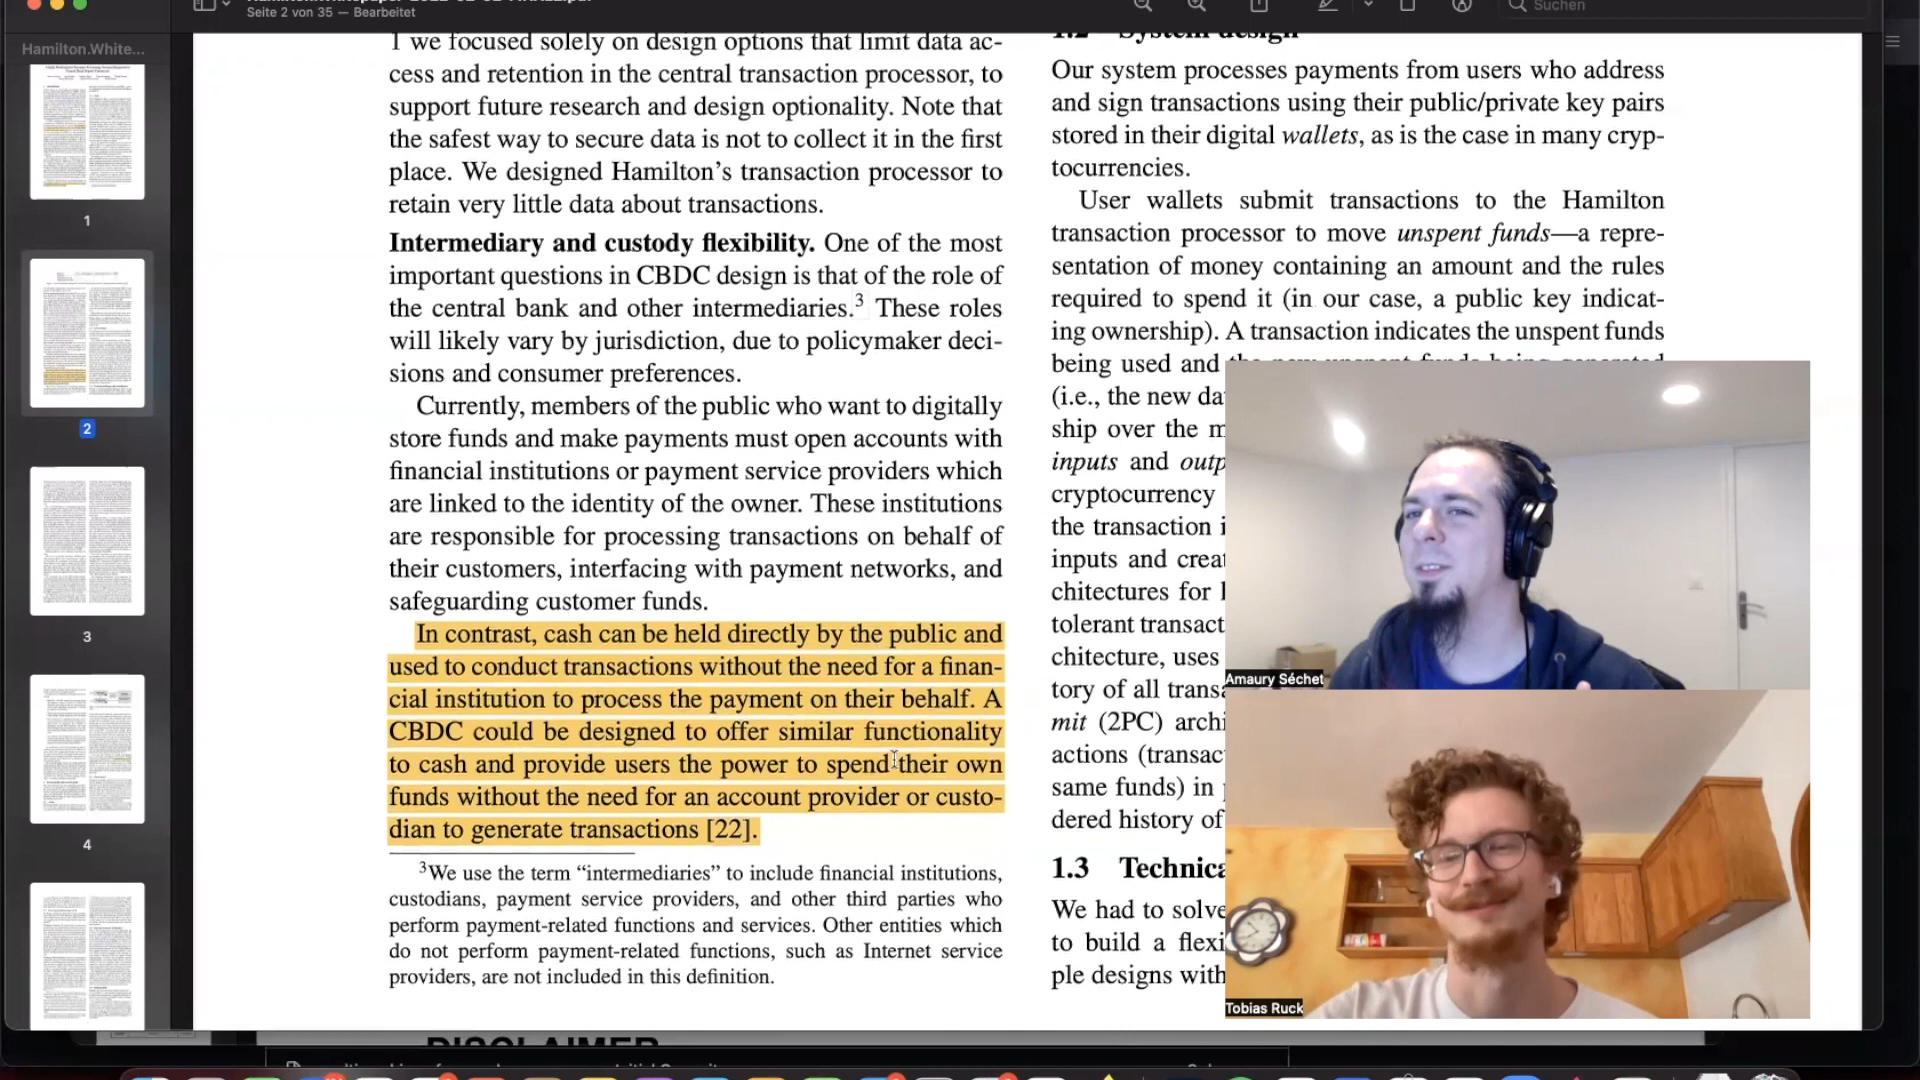 Seite 2 von 35 — Bearbeitet
Suchen
Hamilton.White...
1
2
3
4
1 we focused solely on design options that limit data ac-
cess and retention in the central transaction processor, to
support future research and design optionality. Note that
the safest way to secure data is not to collect it in the first
place. We designed Hamilton’s transaction processor to
retain very little data about transactions.
Intermediary and custody flexibility. One of the most
important questions in CBDC design is that of the role of
the central bank and other intermediaries.3 These roles
will likely vary by jurisdiction, due to policymaker deci-
sions and consumer preferences.
Currently, members of the public who want to digitally
store funds and make payments must open accounts with
financial institutions or payment service providers which
are linked to the identity of the owner. These institutions
are responsible for processing transactions on behalf of
their customers, interfacing with payment networks, and
safeguarding customer funds.
In contrast, cash can be held directly by the public and
used to conduct transactions without the need for a finan-
cial institution to process the payment on their behalf. A
CBDC could be designed to offer similar functionality
to cash and provide users the power to spend their own
funds without the need for an account provider or custo-
dian to generate transactions [22].
3We use the term “intermediaries” to include financial institutions,
custodians, payment service providers, and other third parties who
perform payment-related functions and services. Other entities which
do not perform payment-related functions, such as Internet service
providers, are not included in this definition.
1.2 System design
Our system processes payments from users who address
and sign transactions using their public/private key pairs
stored in their digital wallets, as is the case in many cryp-
tocurrencies.
User wallets submit transactions to the Hamilton
transaction processor to move unspent funds—a repre-
sentation of money containing an amount and the rules
required to spend it (in our case, a public key indicat-
ing ownership). A transaction indicates the unspent funds
being used and the new unspent funds being generated
(i.e., the new da
ship over the m
inputs and outp
cryptocurrency
the transaction i
inputs and crea
chitectures for
tolerant transact
chitecture, uses
tory of all transa
mit (2PC) archi
actions (transac
same funds) in
dered history of
1.3 Technica
We had to solve
to build a flexi
ple designs with
Amaury Séchet
Tobias Ruck
DISCLAIMER